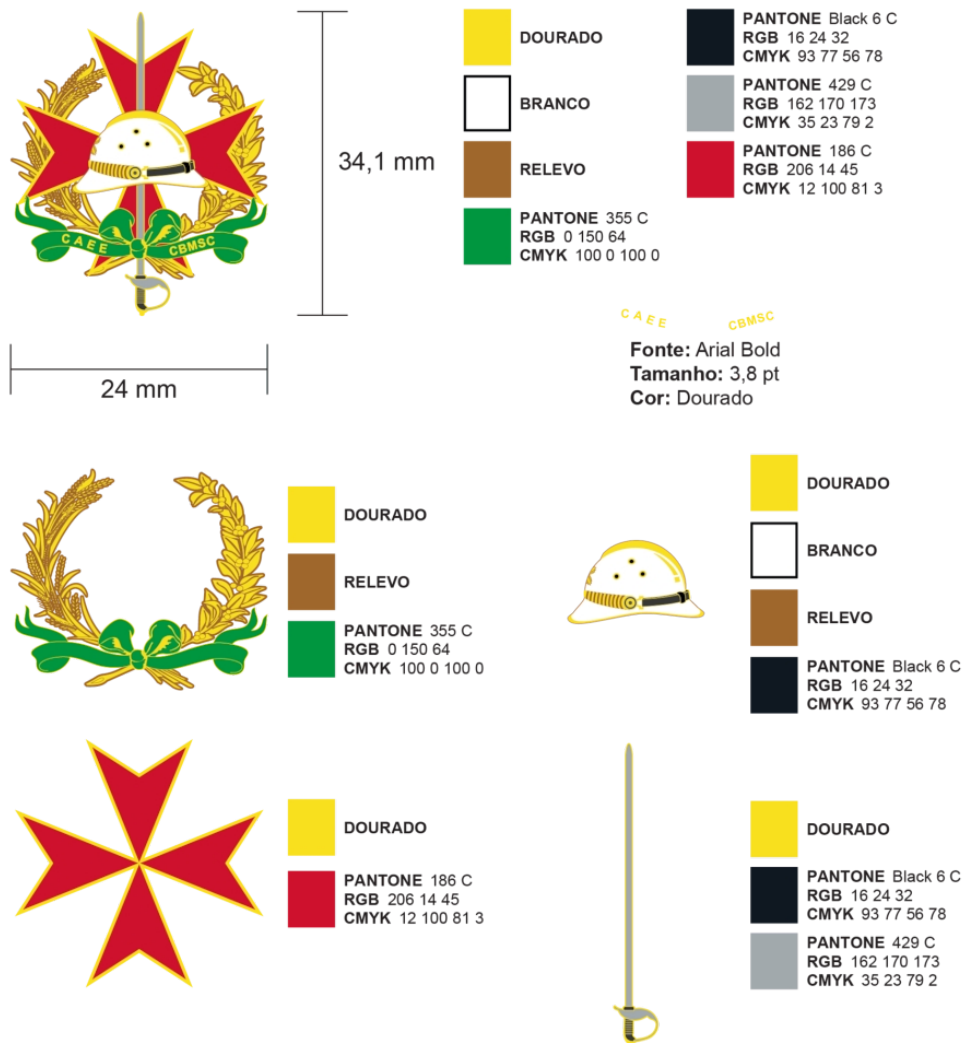 CAEE CBMSC
34,1 mm
24 mm
DOURADO
BRANCO
RELEVO
PANTONE 355 C
RGB 0 150 64
CMYK 100 0 100 0
PANTONE Black 6 C
RGB 16 24 32
CMYK 93 77 56 78
PANTONE 429 C
RGB 162 170 173
CMYK 35 23 79 2
PANTONE 186 C
RGB 206 14 45
CMYK 12 100 81 3
CAEE CBMSC
Fonte: Arial Bold
Tamanho: 3,8 pt
Cor: Dourado
DOURADO
RELEVO
PANTONE 355 C
RGB 0 150 64
CMYK 100 0 100 0
DOURADO
BRANCO
RELEVO
PANTONE Black 6 C
RGB 16 24 32
CMYK 93 77 56 78
DOURADO
PANTONE 186 C
RGB 206 14 45
CMYK 12 100 81 3
DOURADO
PANTONE Black 6 C
RGB 16 24 32
CMYK 93 77 56 78
PANTONE 429 C
RGB 162 170 173
CMYK 35 23 79 2